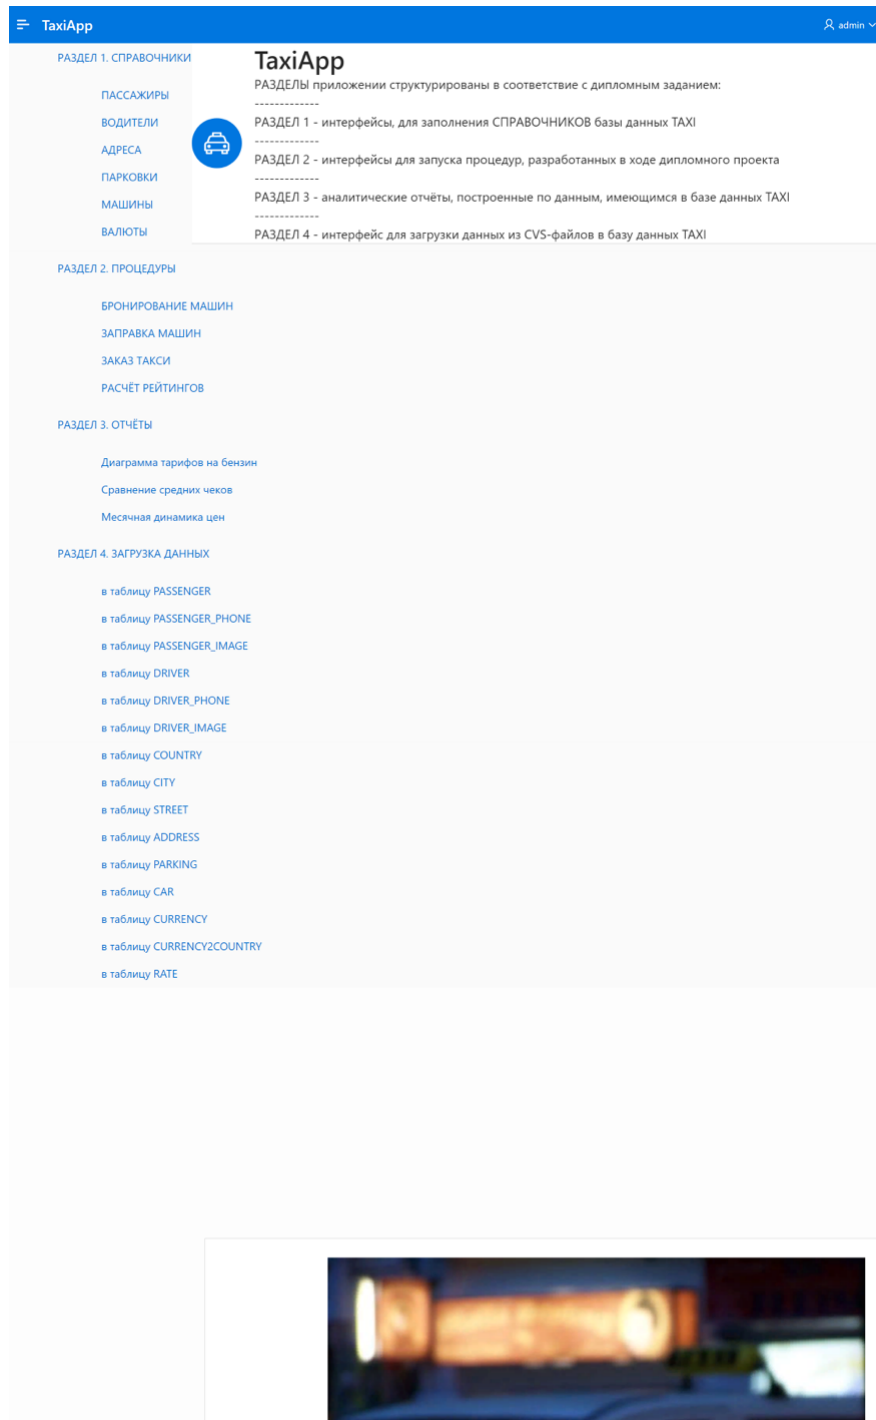 TaxiApp
admin
РАЗДЕЛ 1. СПРАВОЧНИКИ
ПАССАЖИРЫ
ВОДИТЕЛИ
АДРЕСА
ПАРКОВКИ
МАШИНЫ
ВАЛЮТЫ
РАЗДЕЛ 2. ПРОЦЕДУРЫ
БРОНИРОВАНИЕ МАШИН
ЗАПРАВКА МАШИН
ЗАКАЗ ТАКСИ
РАСЧЁТ РЕЙТИНГОВ
РАЗДЕЛ 3. ОТЧЁТЫ
Диаграмма тарифов на бензин
Сравнение средних чеков
Месячная динамика цен
РАЗДЕЛ 4. ЗАГРУЗКА ДАННЫХ
в таблицу PASSENGER
в таблицу PASSENGER_PHONE
в таблицу PASSENGER_IMAGE
в таблицу DRIVER
в таблицу DRIVER_PHONE
в таблицу DRIVER_IMAGE
в таблицу COUNTRY
в таблицу CITY
в таблицу STREET
в таблицу ADDRESS
в таблицу PARKING
в таблицу CAR
в таблицу CURRENCY
в таблицу CURRENCY2COUNTRY
в таблицу RATE
TaxiApp
РАЗДЕЛЫ приложении структурированы в соответствие с дипломным заданием:
-------------
РАЗДЕЛ 1 - интерфейсы, для заполнения СПРАВОЧНИКОВ базы данных TAXI
-------------
РАЗДЕЛ 2 - интерфейсы для запуска процедур, разработанных в ходе дипломного проекта
-------------
РАЗДЕЛ 3 - аналитические отчёты, построенные по данным, имеющимся в базе данных TAXI
-------------
РАЗДЕЛ 4 - интерфейс для загрузки данных из CVS-файлов в базу данных TAXI